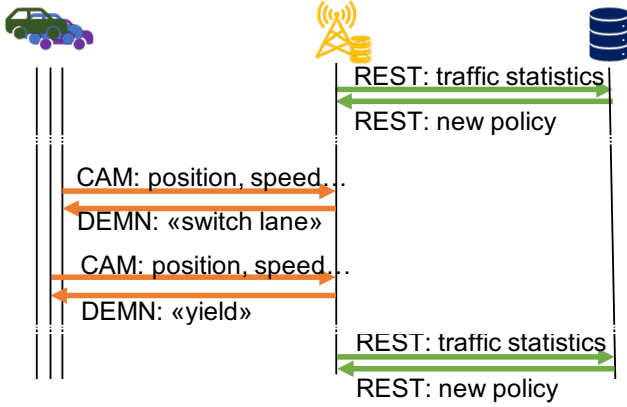 REST: traffic statistics
REST: new policy
CAM: position, speed...
DEMN: «switch lane»
CAM: position, speed...
DEMN: «yield»
REST: traffic statistics
REST: new policy